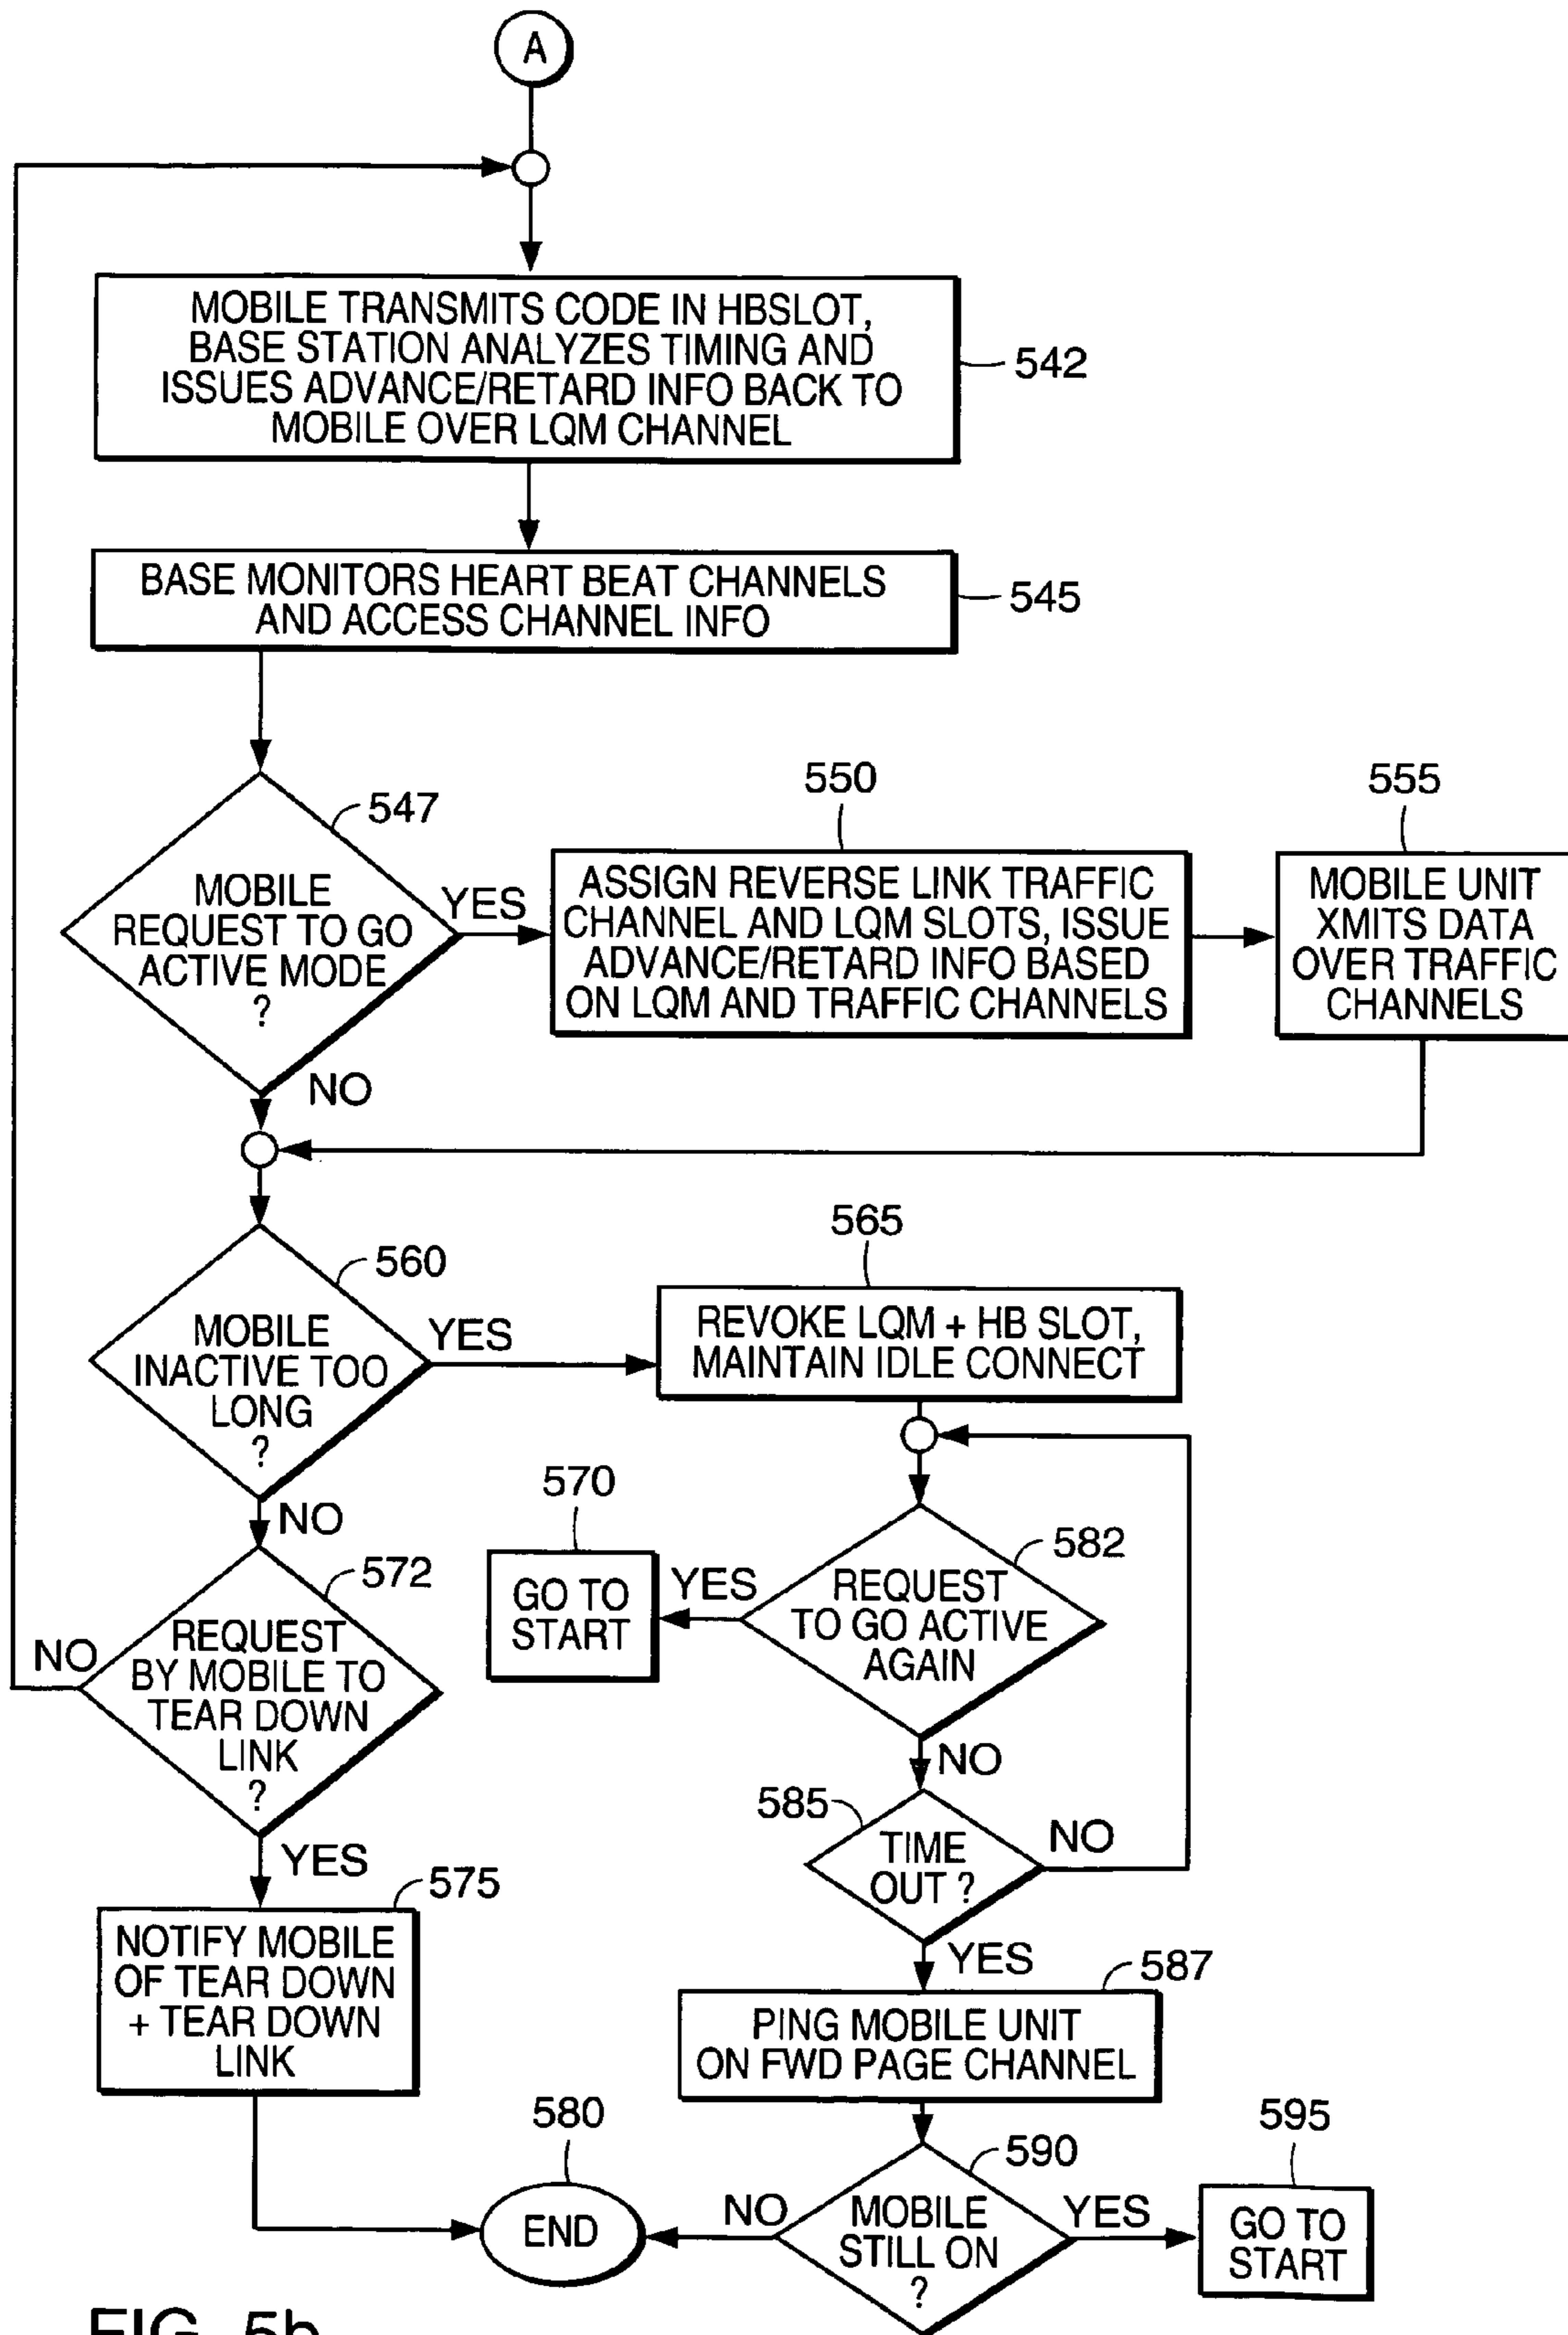 A
MOBILE TRANSMITS CODE IN HBSLOT,
BASE STATION ANALYZES TIMING AND
ISSUES ADVANCE/RETARD INFO BACK TO
MOBILE OVER LQM CHANNEL
542
BASE MONITORS HEART BEAT CHANNELS
AND ACCESS CHANNEL INFO
545
547
MOBILE
REQUEST TO GO
ACTIVE MODE
?
YES
NO
550
ASSIGN REVERSE LINK TRAFFIC
CHANNEL AND LQM SLOTS, ISSUE
ADVANCE/RETARD INFO BASED
ON LQM AND TRAFFIC CHANNELS
555
MOBILE UNIT
XMITS DATA
OVER TRAFFIC
CHANNELS
560
MOBILE
INACTIVE TOO
LONG
?
YES
NO
565
REVOKE LQM + HB SLOT,
MAINTAIN IDLE CONNECT
570
GO TO
START
YES
582
REQUEST
TO GO ACTIVE
AGAIN
NO
572
REQUEST
BY MOBILE TO
TEAR DOWN
LINK
?
NO
YES
585
TIME
OUT ?
NO
YES
575
NOTIFY MOBILE
OF TEAR DOWN
+ TEAR DOWN
LINK
587
PING MOBILE UNIT
ON FWD PAGE CHANNEL
580
END
590
NO
MOBILE
STILL ON
?
YES
595
GO TO
START
FIG. 5b